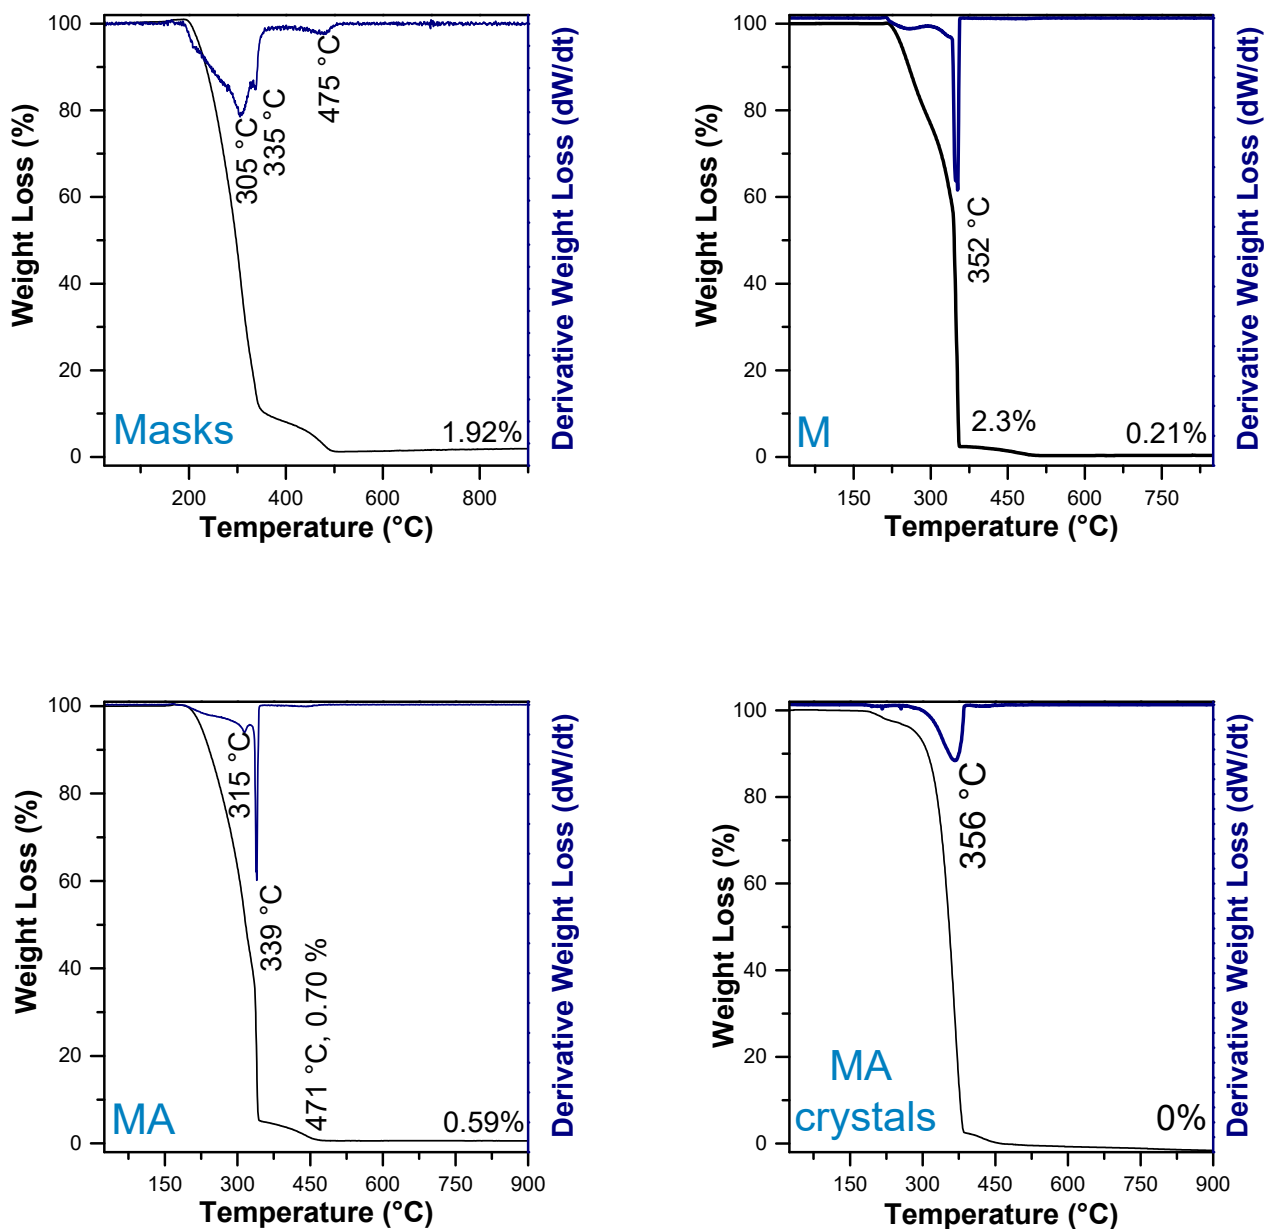 100
80
60
40
20
0
Weight Loss (%)
305 °C
335 °C
475 °C
Masks
1.92%
200
400
600
800
Temperature (°C)
Derivative Weight Loss (dW/dt)
100
80
60
40
20
0
Weight Loss (%)
352 °C
2.3%
M
0.21%
150
300
450
600
750
Temperature (°C)
Derivative Weight Loss (dW/dt)
100
80
60
40
20
0
Weight Loss (%)
315 °C
339 °C
471 °C, 0.70 %
MA
0.59%
150
300
450
600
750
900
Temperature (°C)
Derivative Weight Loss (dW/dt)
100
80
60
40
20
0
Weight Loss (%)
356 °C
MA
crystals
0%
150
300
450
600
750
900
Temperature (°C)
Derivative Weight Loss (dW/dt)